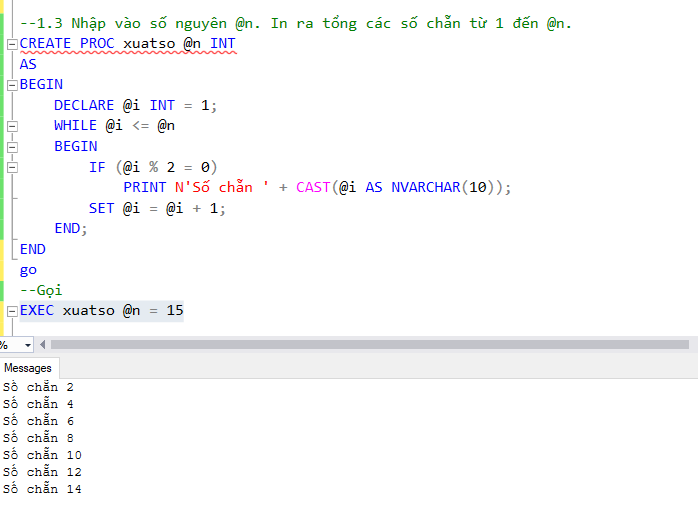 --1.3 Nhập vào số nguyên @n. In ra tổng các số chẵn từ 1 đến @n.
CREATE PROC xuatso @n INT
AS
BEGIN
    DECLARE @i INT = 1;
    WHILE @i <= @n
    BEGIN
        IF (@i % 2 = 0)
            PRINT N'Số chẵn ' + CAST(@i AS NVARCHAR(10));
        SET @i = @i + 1;
    END;
END
go
--Gọi
EXEC xuatso @n = 15
%
Messages
Số chẵn 2
Số chẵn 4
Số chẵn 6
Số chẵn 8
Số chẵn 10
Số chẵn 12
Số chẵn 14